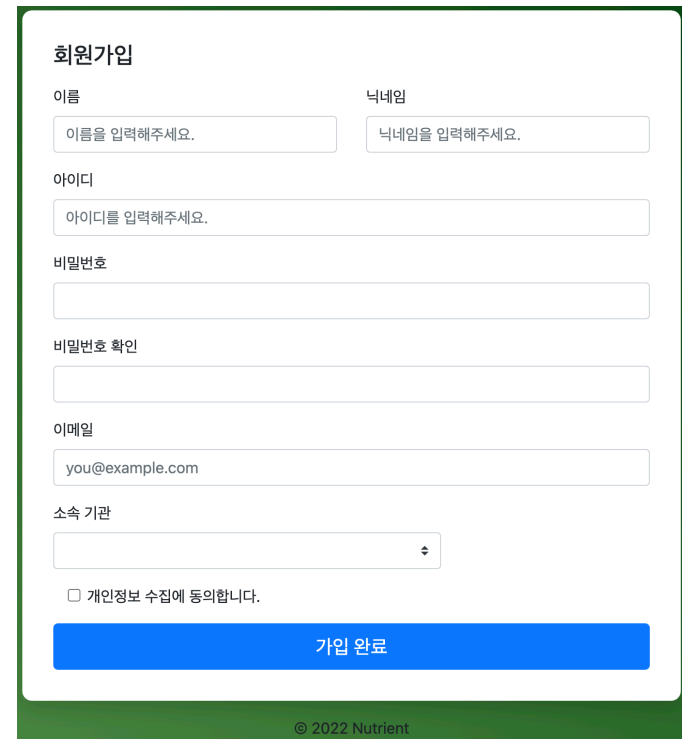 회원가입
이름 닉네임
이름을 입력해주세요. 닉네임을 입력해주세요.
아이디
아이디를 입력해주세요.
비밀번호
비밀번호 확인
이메일
you@example.com
소속 기관
개인정보 수집에 동의합니다.
가입 완료
© 2022 Nutrient